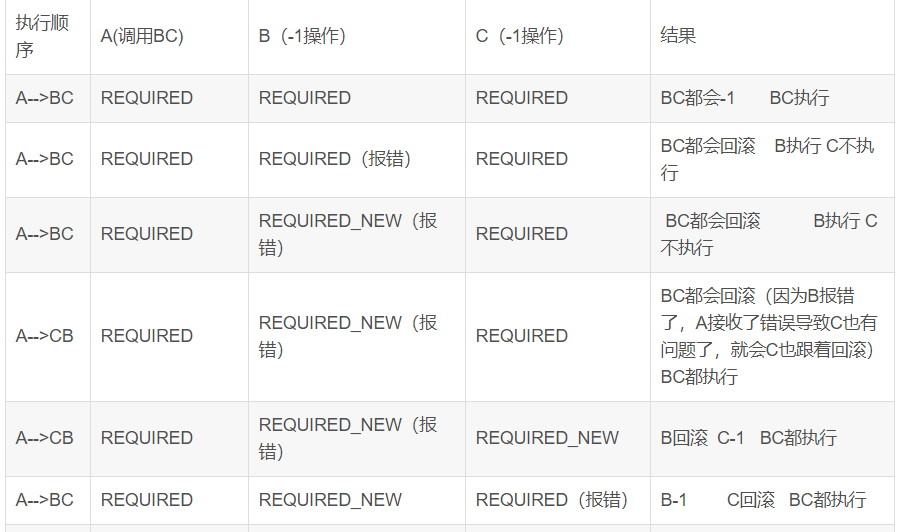 执行顺 A(调用BC) B（-1操作） C（-1操作） 结果
序
A-->BC REQUIRED REQUIRED REQUIRED BC都会-1 BC执行
A-->BC REQUIRED REQUIRED（报错） REQUIRED BC都会回滚 B执行 C不执
行
A-->BC REQUIRED REQUIRED_NEW（报 REQUIRED BC都会回滚 B执行 C
错） 不执行
BC都会回滚（因为B报错
A-->CB REQUIRED REQUIRED_NEW（报 REQUIRED 了，A接收了错误导致C也有
错） 问题了，就会C也跟着回滚）
BC都执行
A-->CB REQUIRED REQUIRED_NEW（报 REQUIRED_NEW B回滚 C-1 BC都执行
错）
A-->BC REQUIRED REQUIRED_NEW REQUIRED（报错） B-1 C回滚 BC都执行